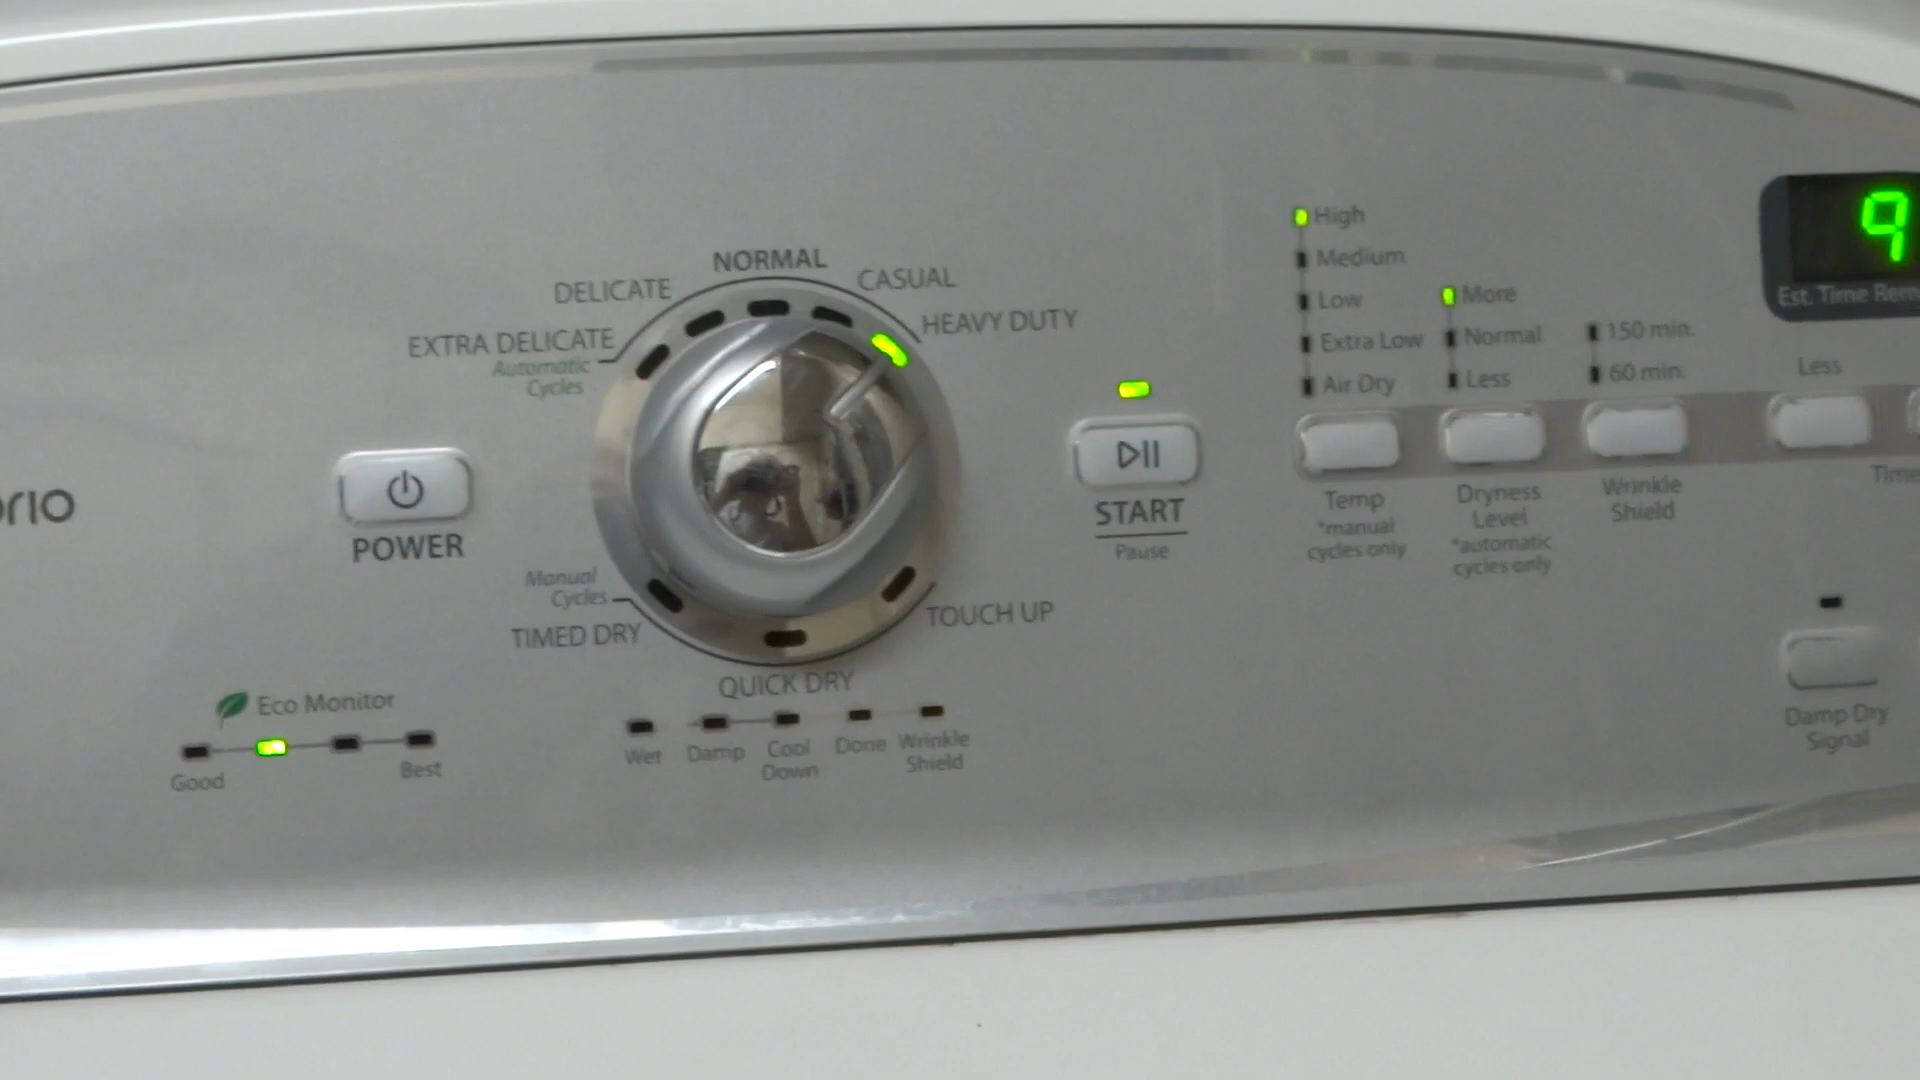 rio
POWER
Eco Monitor
Good
Best
NORMAL
DELICATE
CASUAL
EXTRA DELICATE
HEAVY DUTY
Automatic
Cycles
Manual
Cycles
TIMED DRY
TOUCH UP
QUICK DRY
Wet
Damp
Cool
Down
Done
Wrinkle
Shield
START
Pause
High
Medium
Low
Extra Low
Air Dry
Temp
*manual
cycles only
More
Normal
Less
Dryness
Level
*automatic
cycles only
150 min.
60 min.
Wrinkle
Shield
9
Est. Time Rem
Less
Time
Damp Dry
Signal